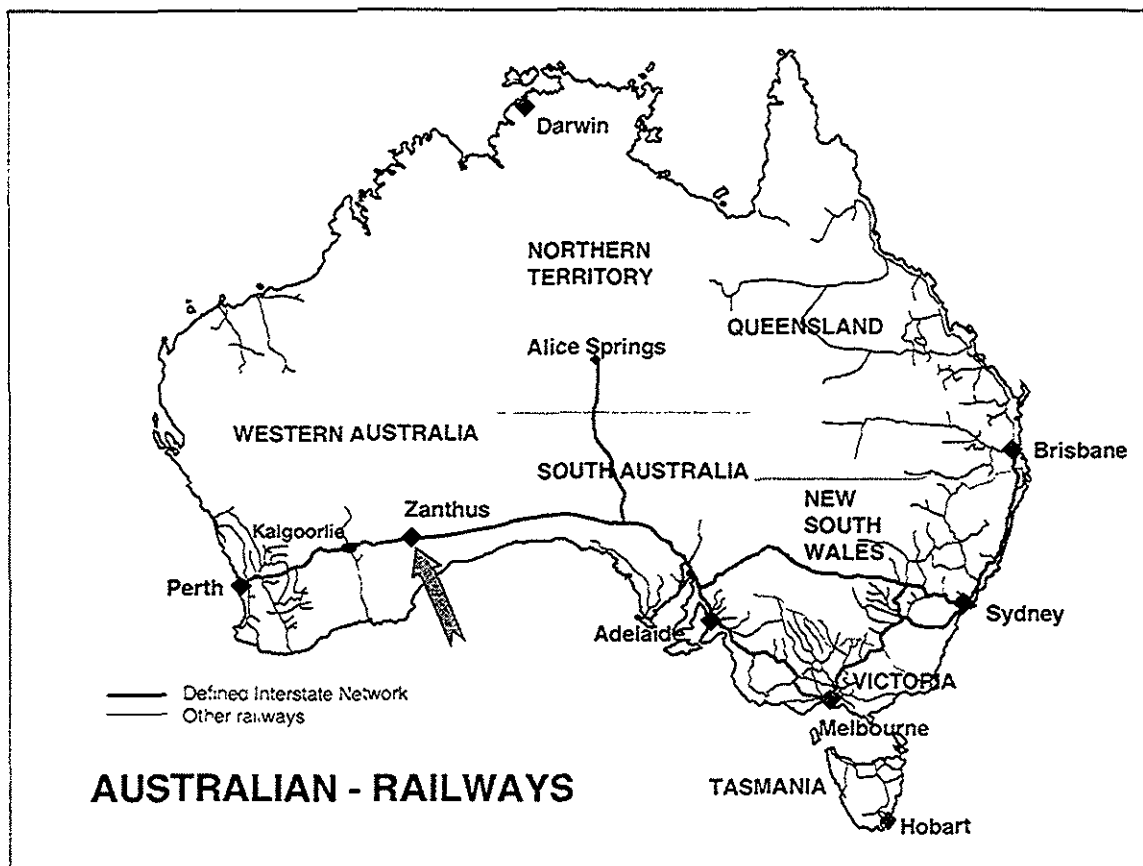 Darwin
NORTHERN
TERRITORY
QUEENSLAND
Alice Springs
WESTERN AUSTRALIA
SOUTH AUSTRALIA
Brisbane
NEW
SOUTH
WALES
Zanthus
Kalgoorlie
Perth
Sydney
Adelaide
VICTORIA
Melbourne
Defined Interstate Network
Other railways
TASMANIA
AUSTRALIAN - RAILWAYS
Hobart